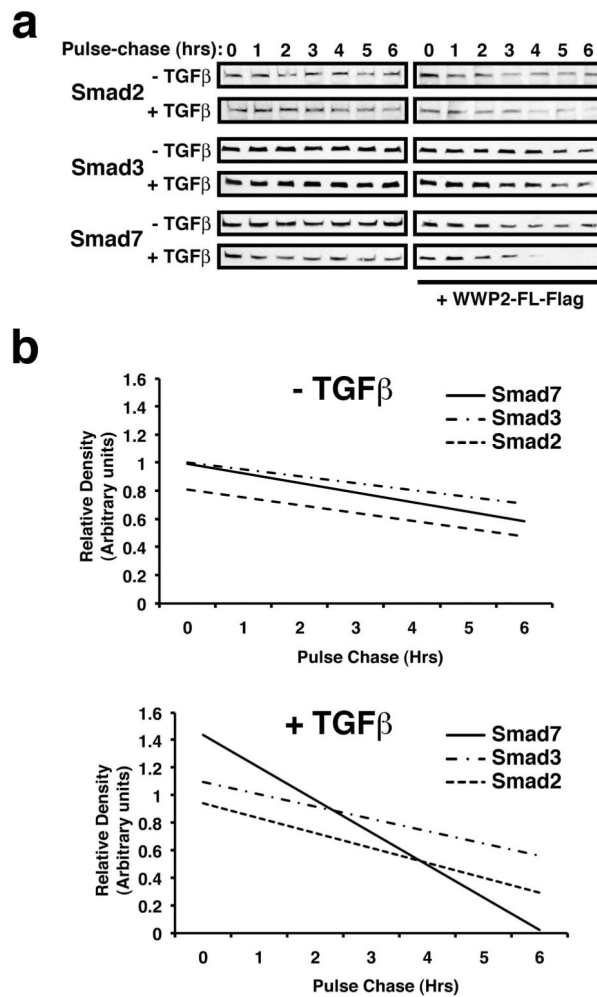 a
Pulse-chase (hrs): 0 1 2 3 4 5 6 0 1 2 3 4 5 6
Smad2
- TGFβ
+ TGFβ
Smad3
- TGFβ
+ TGFβ
Smad7
- TGFβ
+ TGFβ
+ WWP2-FL-Flag
b
- TGFβ
Smad7
Smad3
Smad2
Relative Density
(Arbitrary units)
1.6
1.4
1.2
1
0.8
0.6
0.4
0.2
0
0 1 2 3 4 5 6
Pulse Chase (Hrs)
+ TGFβ
Smad7
Smad3
Smad2
Relative Density
(Arbitrary units)
1.6
1.4
1.2
1
0.8
0.6
0.4
0.2
0
0 1 2 3 4 5 6
Pulse Chase (Hrs)